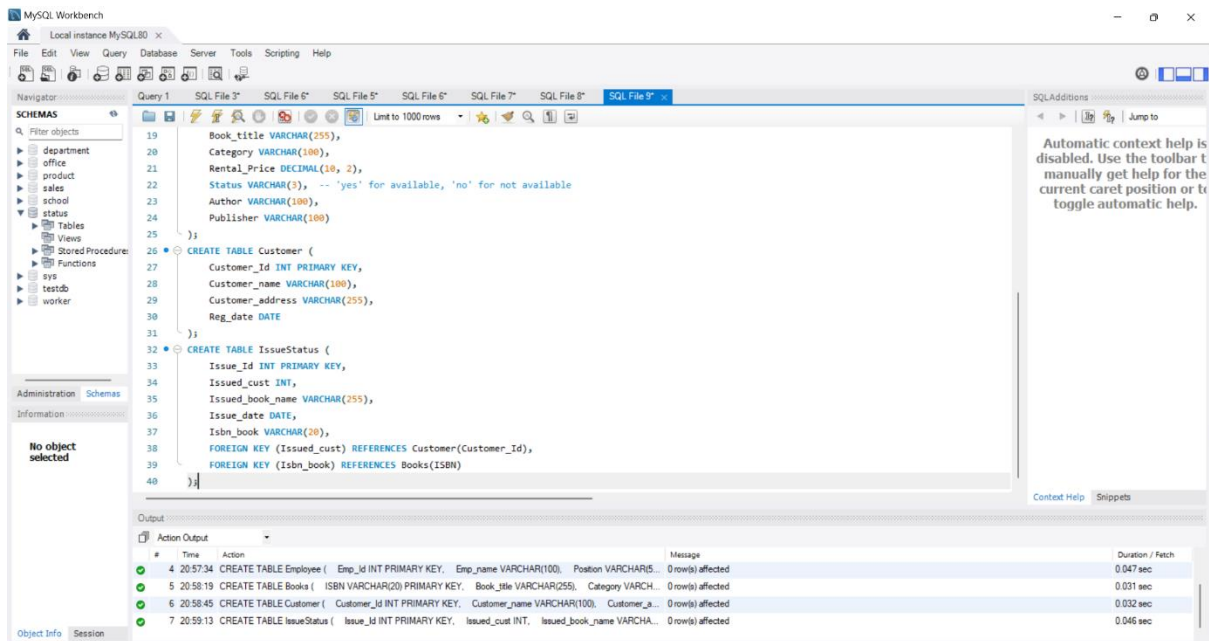 MySQL Workbench
Local instance MySQL80
File Edit View Query Database Server Tools Scripting Help
Navigator
SCHEMAS
Filter objects
department
office
product
sales
school
status
Tables
Views
Stored Procedures
Functions
sys
testdb
worker
Administration Schemas
Information
No object
selected
Object Info Session
Query 1 SQL File 3* SQL File 6* SQL File 5* SQL File 6* SQL File 7* SQL File 8* SQL File 9*
Limit to 1000 rows
19 Book_title VARCHAR(255),
20 Category VARCHAR(100),
21 Rental_Price DECIMAL(10, 2),
22 Status VARCHAR(3), -- 'yes' for available, 'no' for not available
23 Author VARCHAR(100),
24 Publisher VARCHAR(100)
25 );
26 CREATE TABLE Customer (
27 Customer_Id INT PRIMARY KEY,
28 Customer_name VARCHAR(100),
29 Customer_address VARCHAR(255),
30 Reg_date DATE
31 );
32 CREATE TABLE IssueStatus (
33 Issue_Id INT PRIMARY KEY,
34 Issued_cust INT,
35 Issued_book_name VARCHAR(255),
36 Issue_date DATE,
37 Isbn_book VARCHAR(20),
38 FOREIGN KEY (Issued_cust) REFERENCES Customer(Customer_Id),
39 FOREIGN KEY (Isbn_book) REFERENCES Books(ISBN)
40 );
SQLAdditions
Jump to
Automatic context help is
disabled. Use the toolbar t
manually get help for the
current caret position or to
toggle automatic help.
Context Help Snippets
Output
Action Output
# Time Action Message Duration / Fetch
4 20:57:34 CREATE TABLE Employee ( Emp_Id INT PRIMARY KEY, Emp_name VARCHAR(100), Position VARCHAR(5... 0 row(s) affected 0.047 sec
5 20:58:19 CREATE TABLE Books ( ISBN VARCHAR(20) PRIMARY KEY, Book_title VARCHAR(255), Category VARCH... 0 row(s) affected 0.031 sec
6 20:58:45 CREATE TABLE Customer ( Customer_Id INT PRIMARY KEY, Customer_name VARCHAR(100), Customer_a... 0 row(s) affected 0.032 sec
7 20:59:13 CREATE TABLE IssueStatus ( Issue_Id INT PRIMARY KEY, Issued_cust INT, Issued_book_name VARCHA... 0 row(s) affected 0.046 sec